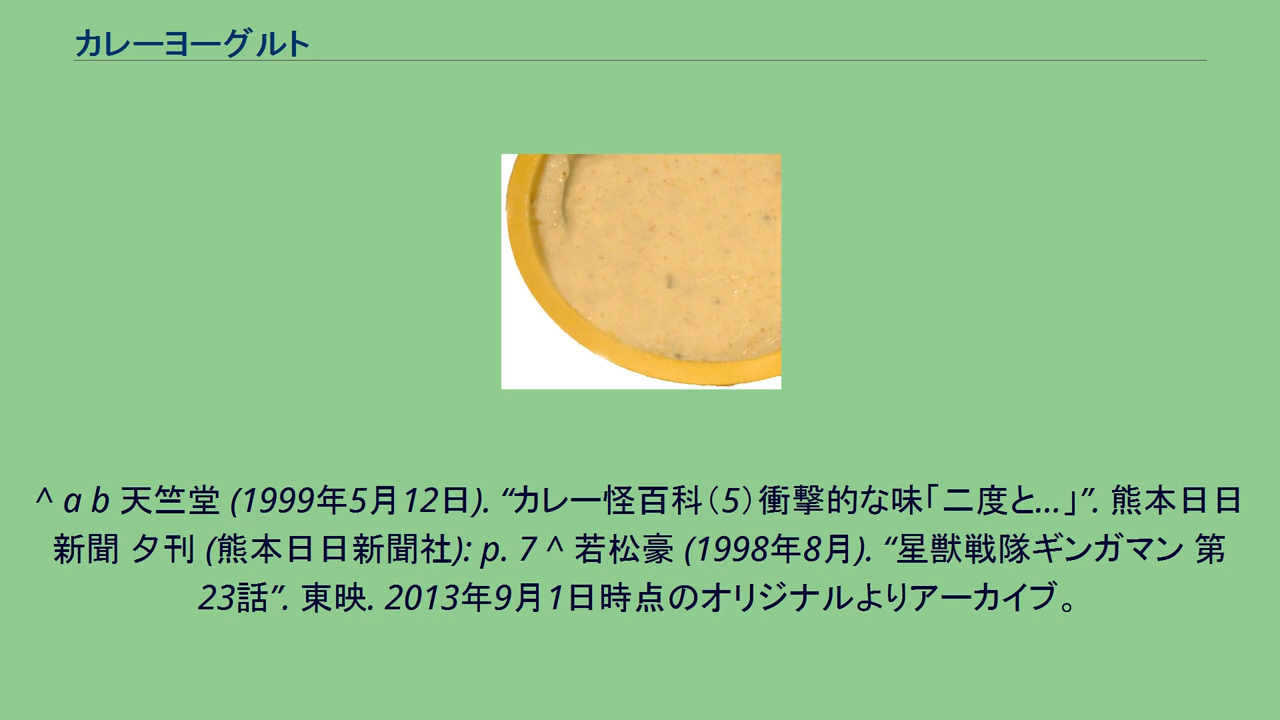 カレーヨーグルト
^ a b 天竺堂 (1999年5月12日). “カレー怪百科（5）衝撃的な味「二度と…」”. 熊本日日
新聞 夕刊 (熊本日日新聞社): p. 7 ^ 若松豪 (1998年8月). “星獣戦隊ギンガマン 第
23話”. 東映. 2013年9月1日時点のオリジナルよりアーカイブ。